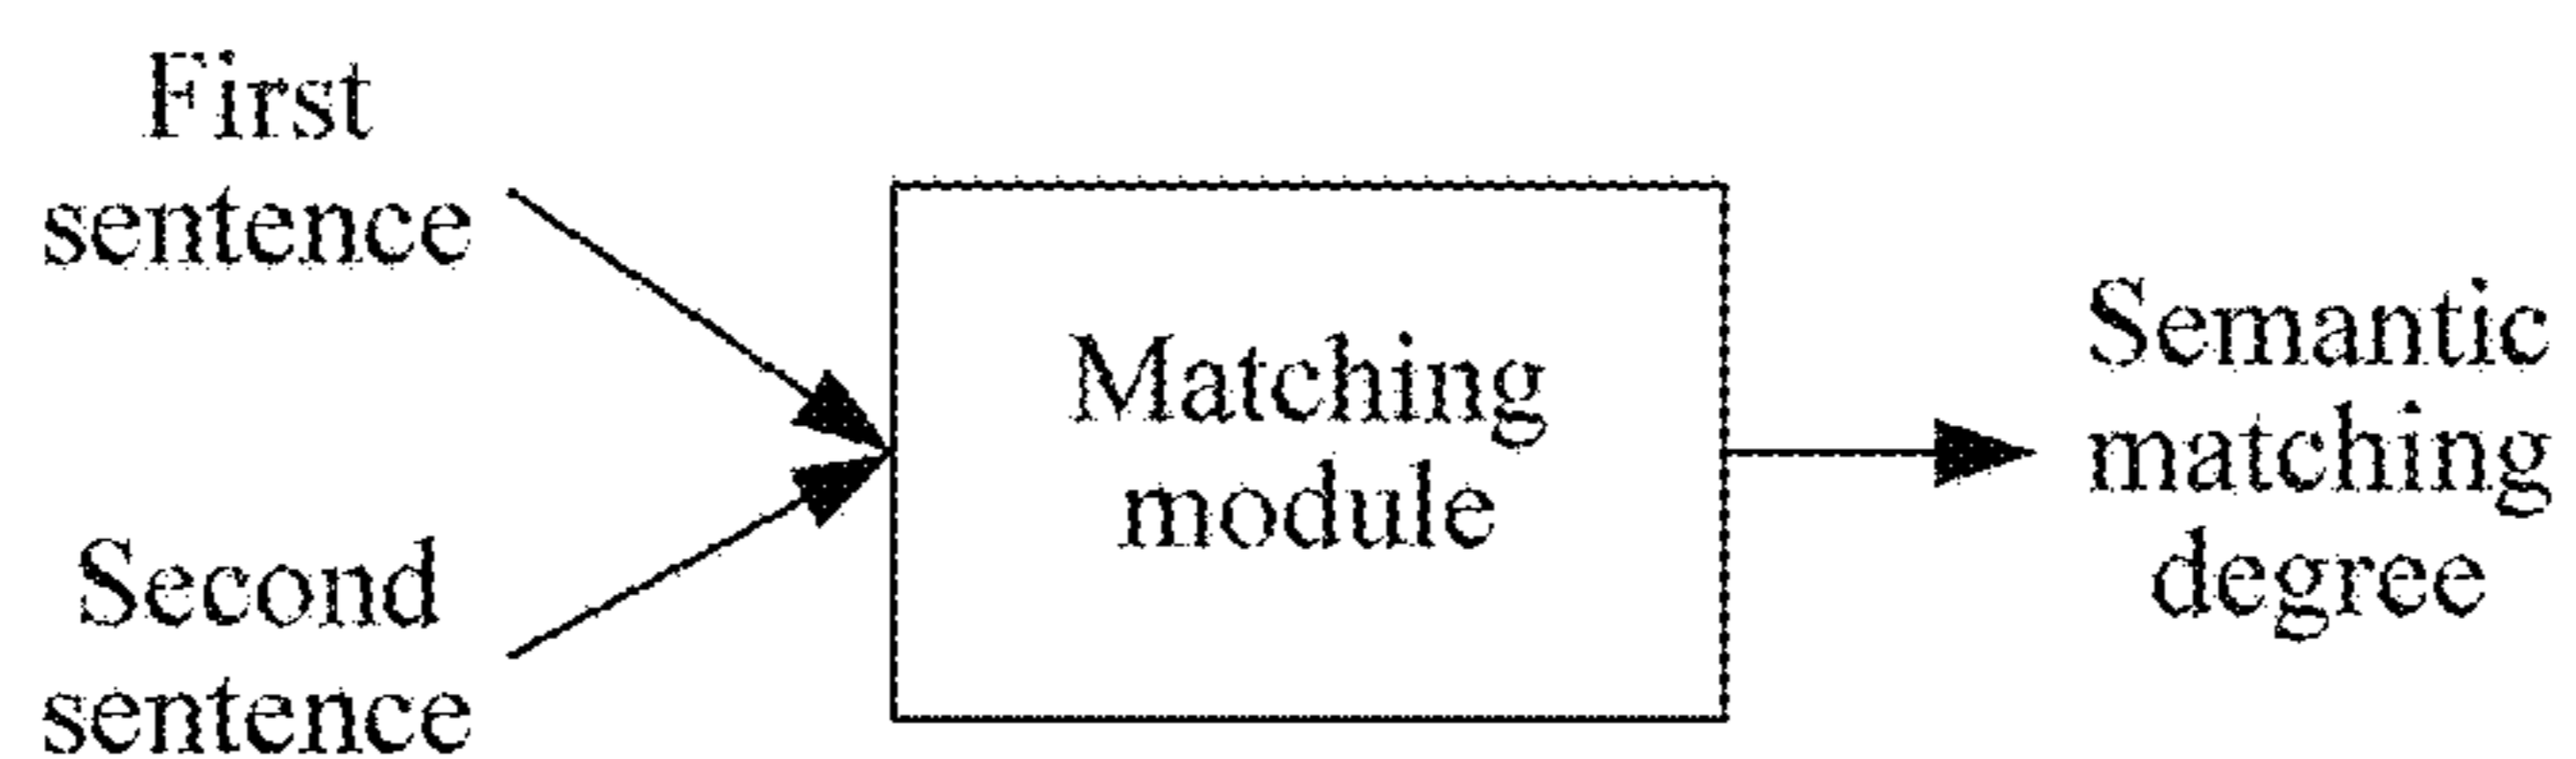 First
sentence
Second
sentence
Matching
module
Semantic
matching
degree